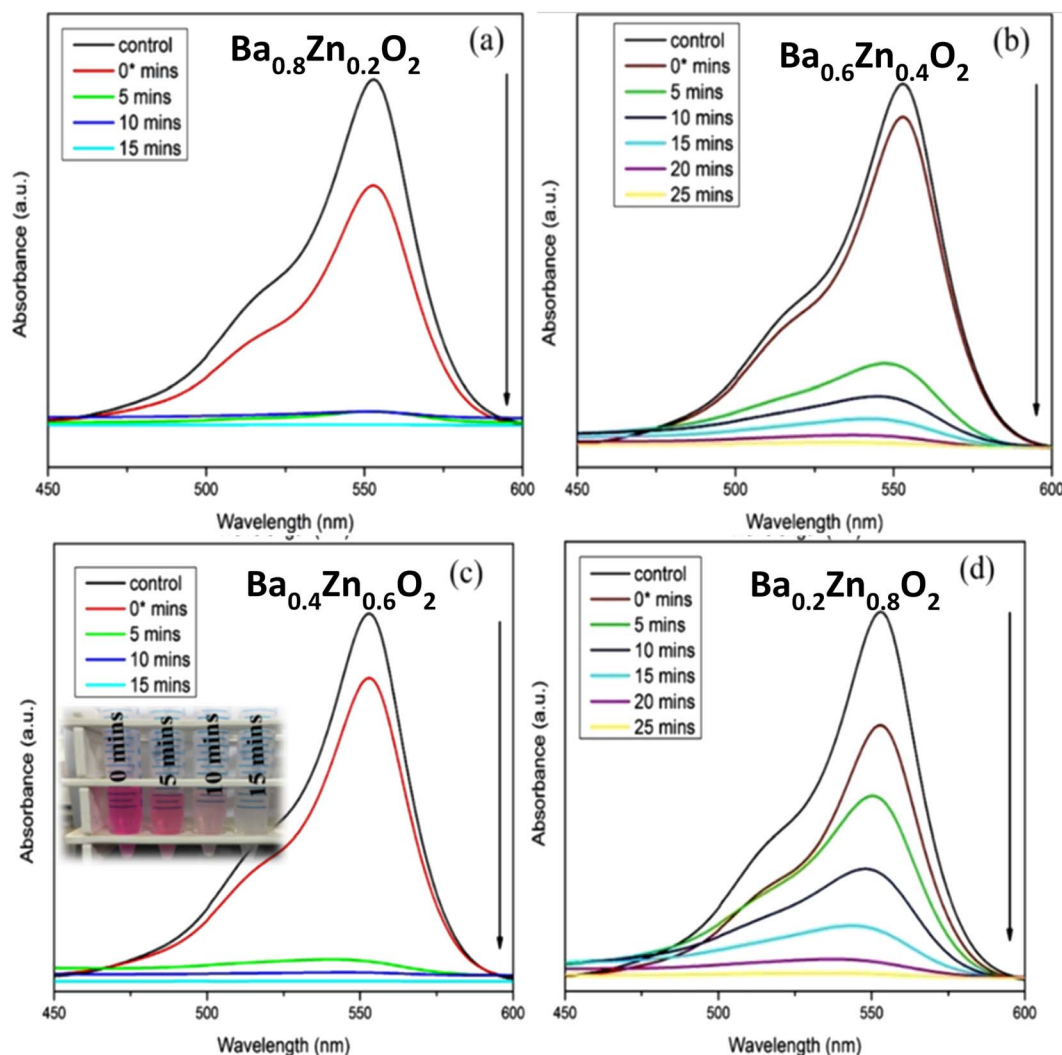 (a)
Ba0.8Zn0.2O2
control
0* mins
5 mins
10 mins
15 mins
Absorbance (a.u.)
450
500
550
600
Wavelength (nm)
(b)
Ba0.6Zn0.4O2
control
0* mins
5 mins
10 mins
15 mins
20 mins
25 mins
Absorbance (a.u.)
450
500
550
600
Wavelength (nm)
(c)
Ba0.4Zn0.6O2
control
0* mins
5 mins
10 mins
15 mins
0 mins
5 mins
10 mins
15 mins
Absorbance (a.u.)
450
500
550
600
Wavelength (nm)
(d)
Ba0.2Zn0.8O2
control
0* mins
5 mins
10 mins
15 mins
20 mins
25 mins
Absorbance (a.u.)
450
500
550
600
Wavelength (nm)